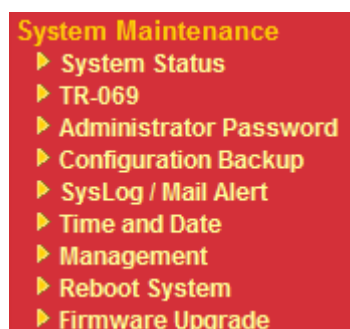 System Maintenance
System Status
TR-069
Administrator Password
Configuration Backup
SysLog / Mail Alert
Time and Date
Management
Reboot System
Firmware Upgrade